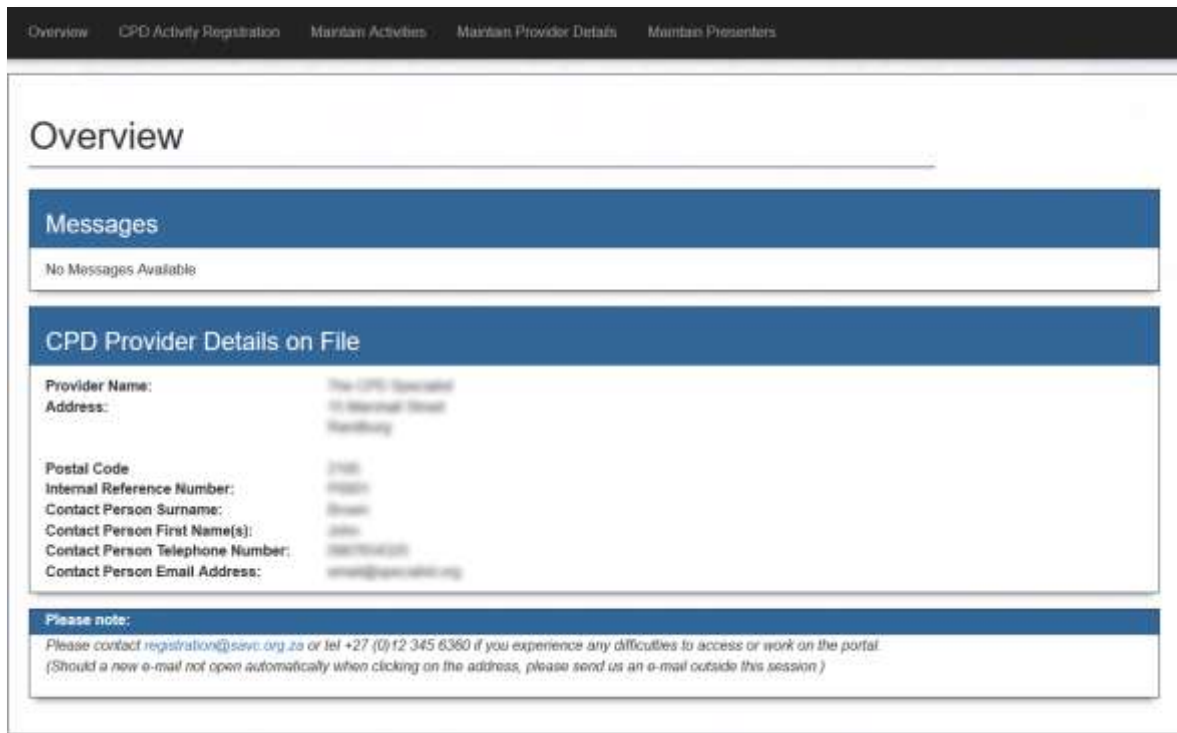 Overview CPD Activity Registration Maintain Activities Maintain Provider Details Maintain Presenters
Overview
Messages
No Messages Available
CPD Provider Details on File
Provider Name:
Address:
Postal Code
Internal Reference Number:
Contact Person Surname:
Contact Person First Name(s):
Contact Person Telephone Number:
Contact Person Email Address:
Please note:
Please contact registration@savc.org.za or tel +27 (0)12 345 6360 if you experience any difficulties to access or work on the portal.
(Should a new e-mail not open automatically when clicking on the address, please send us an e-mail outside this session )